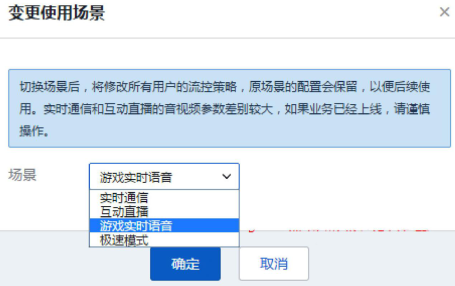 变更使用场景
切换场景后，将修改所有用户的流控策略，原场景的配置会保留，以便后续使
用。实时通信和互动直播的音视频参数差别较大，如果业务已经上线，请谨慎
操作。
场景
游戏实时语音
实时通信
互动直播
游戏实时语音
极速模式
确定
取消